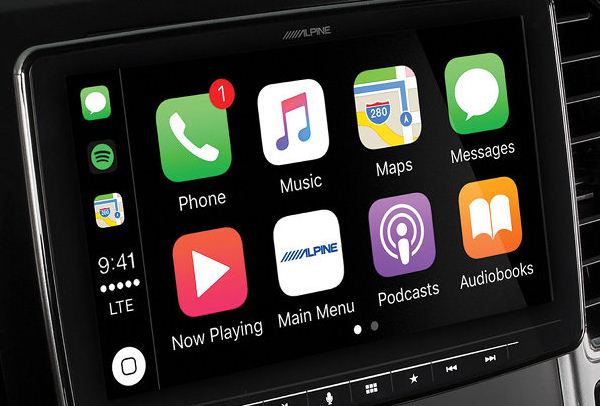 ALPINE
1
280
Phone
Music
Maps
Messages
9:41
LTE
ALPINE
Now Playing
Main Menu
Podcasts
Audiobooks